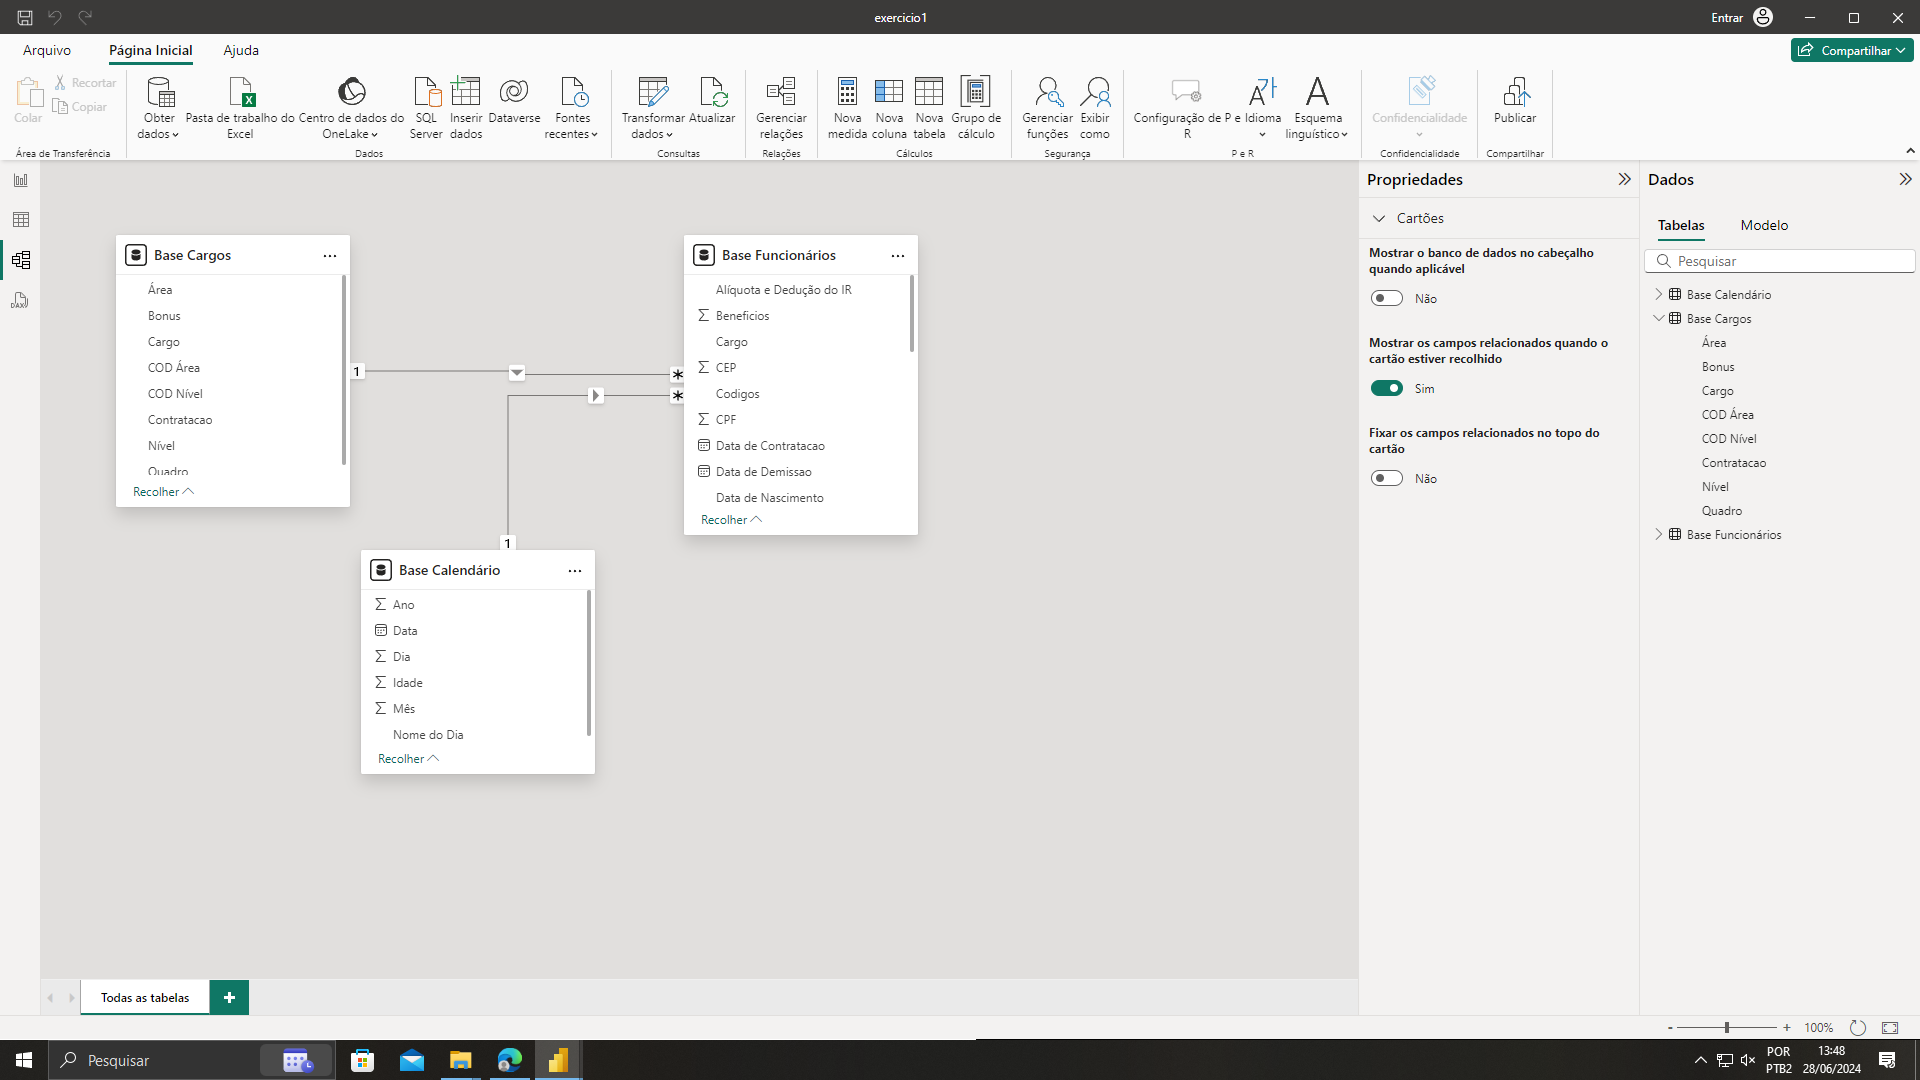 exercicio1
Entrar
Arquivo
Página Inicial
Ajuda
Compartilhar
Colar
Recortar
Copiar
Área de Transferência
Obter dados
Pasta de trabalho do Excel
Centro de dados do OneLake
SQL Server
Inserir dados
Dataverse
Fontes recentes
Dados
Transformar dados
Atualizar
Consultas
Gerenciar relações
Relações
Nova medida
Nova coluna
Nova tabela
Grupo de cálculo
Cálculos
Gerenciar funções
Exibir como
Segurança
Configuração de P e R
Idioma
Esquema linguístico
P e R
Confidencialidade
Confidencialidade
Publicar
Compartilhar
Base Cargos
Área
Bonus
Cargo
COD Área
COD Nível
Contratacao
Nível
Quadro
Recolher
1
*
*
1
Base Funcionários
Alíquota e Dedução do IR
Beneficios
Cargo
CEP
Codigos
CPF
Data de Contratacao
Data de Demissao
Data de Nascimento
Recolher
Base Calendário
Ano
Data
Dia
Idade
Mês
Nome do Dia
Recolher
Propriedades
Cartões
Mostrar o banco de dados no cabeçalho
quando aplicável
Não
Mostrar os campos relacionados quando o
cartão estiver recolhido
Sim
Fixar os campos relacionados no topo do
cartão
Não
Dados
Tabelas
Modelo
Pesquisar
Base Calendário
Base Cargos
Área
Bonus
Cargo
COD Área
COD Nível
Contratacao
Nível
Quadro
Base Funcionários
Todas as tabelas
+
- + 100%
Pesquisar
POR
PTB2
13:48
28/06/2024